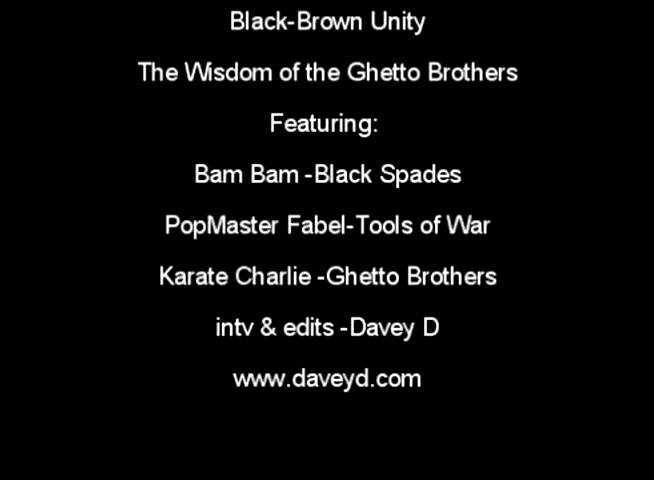 Black-Brown Unity
The Wisdom of the Ghetto Brothers
Featuring:
Bam Bam -Black Spades
PopMaster Fabel-Tools of War
Karate Charlie -Ghetto Brothers
intv & edits -Davey D
www.daveyd.com